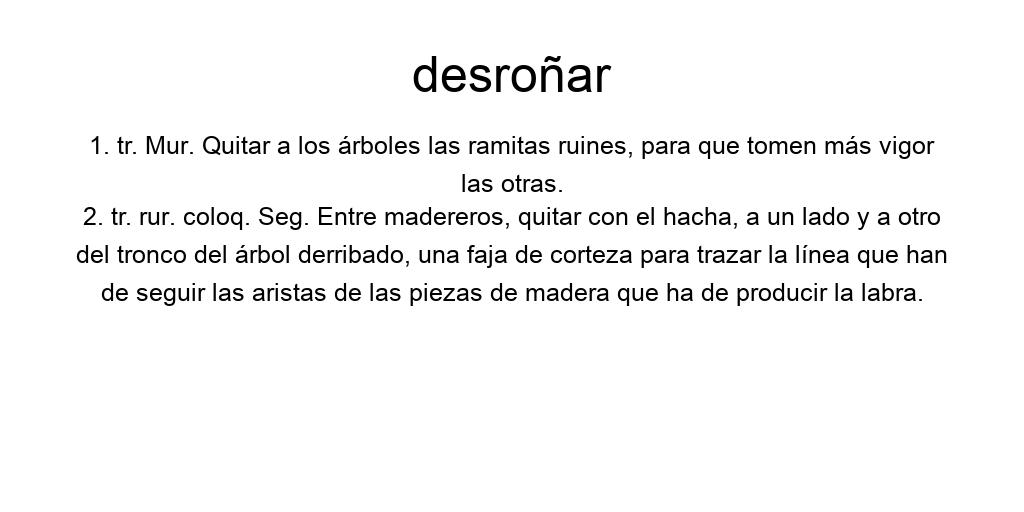 desroñar
1. tr. Mur. Quitar a los árboles las ramitas ruines, para que tomen más vigor
las otras.
2. tr. rur. coloq. Seg. Entre madereros, quitar con el hacha, a un lado y a otro
del tronco del árbol derribado, una faja de corteza para trazar la línea que han
de seguir las aristas de las piezas de madera que ha de producir la labra.